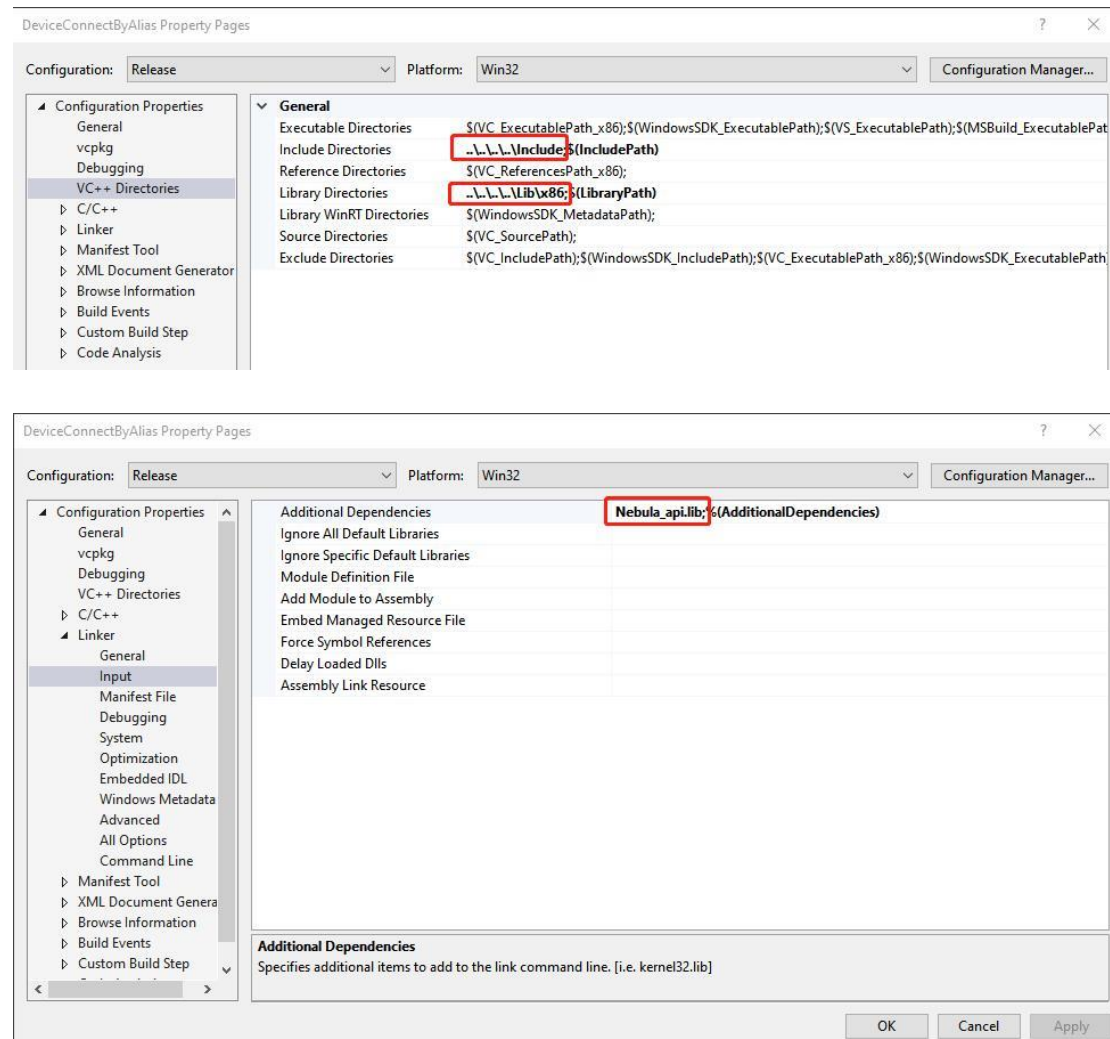 DeviceConnectByAlias Property Pages ? ×
Configuration: Release Platform: Win32 Configuration Manager...
Configuration Properties
General
vcpkg
Debugging
VC++ Directories
C/C++
Linker
Manifest Tool
XML Document Generator
Browse Information
Build Events
Custom Build Step
Code Analysis
General
Executable Directories $(VC_ExecutablePath_x86);$(WindowsSDK_ExecutablePath);$(VS_ExecutablePath);$(MSBuild_ExecutablePat
Include Directories ..\..\..\..\Include;$(IncludePath)
Reference Directories $(VC_ReferencesPath_x86);
Library Directories ..\..\..\..\Lib\x86;$(LibraryPath)
Library WinRT Directories $(WindowsSDK_MetadataPath);
Source Directories $(VC_SourcePath);
Exclude Directories $(VC_IncludePath);$(WindowsSDK_IncludePath);$(VC_ExecutablePath_x86);$(WindowsSDK_ExecutablePath
DeviceConnectByAlias Property Pages ? ×
Configuration: Release Platform: Win32 Configuration Manager...
Configuration Properties
General
vcpkg
Debugging
VC++ Directories
C/C++
Linker
General
Input
Manifest File
Debugging
System
Optimization
Embedded IDL
Windows Metadata
Advanced
All Options
Command Line
Manifest Tool
XML Document Genera
Browse Information
Build Events
Custom Build Step
Additional Dependencies Nebula_api.lib;%(AdditionalDependencies)
Ignore All Default Libraries
Ignore Specific Default Libraries
Module Definition File
Add Module to Assembly
Embed Managed Resource File
Force Symbol References
Delay Loaded Dlls
Assembly Link Resource
Additional Dependencies
Specifies additional items to add to the link command line. [i.e. kernel32.lib]
OK Cancel Apply